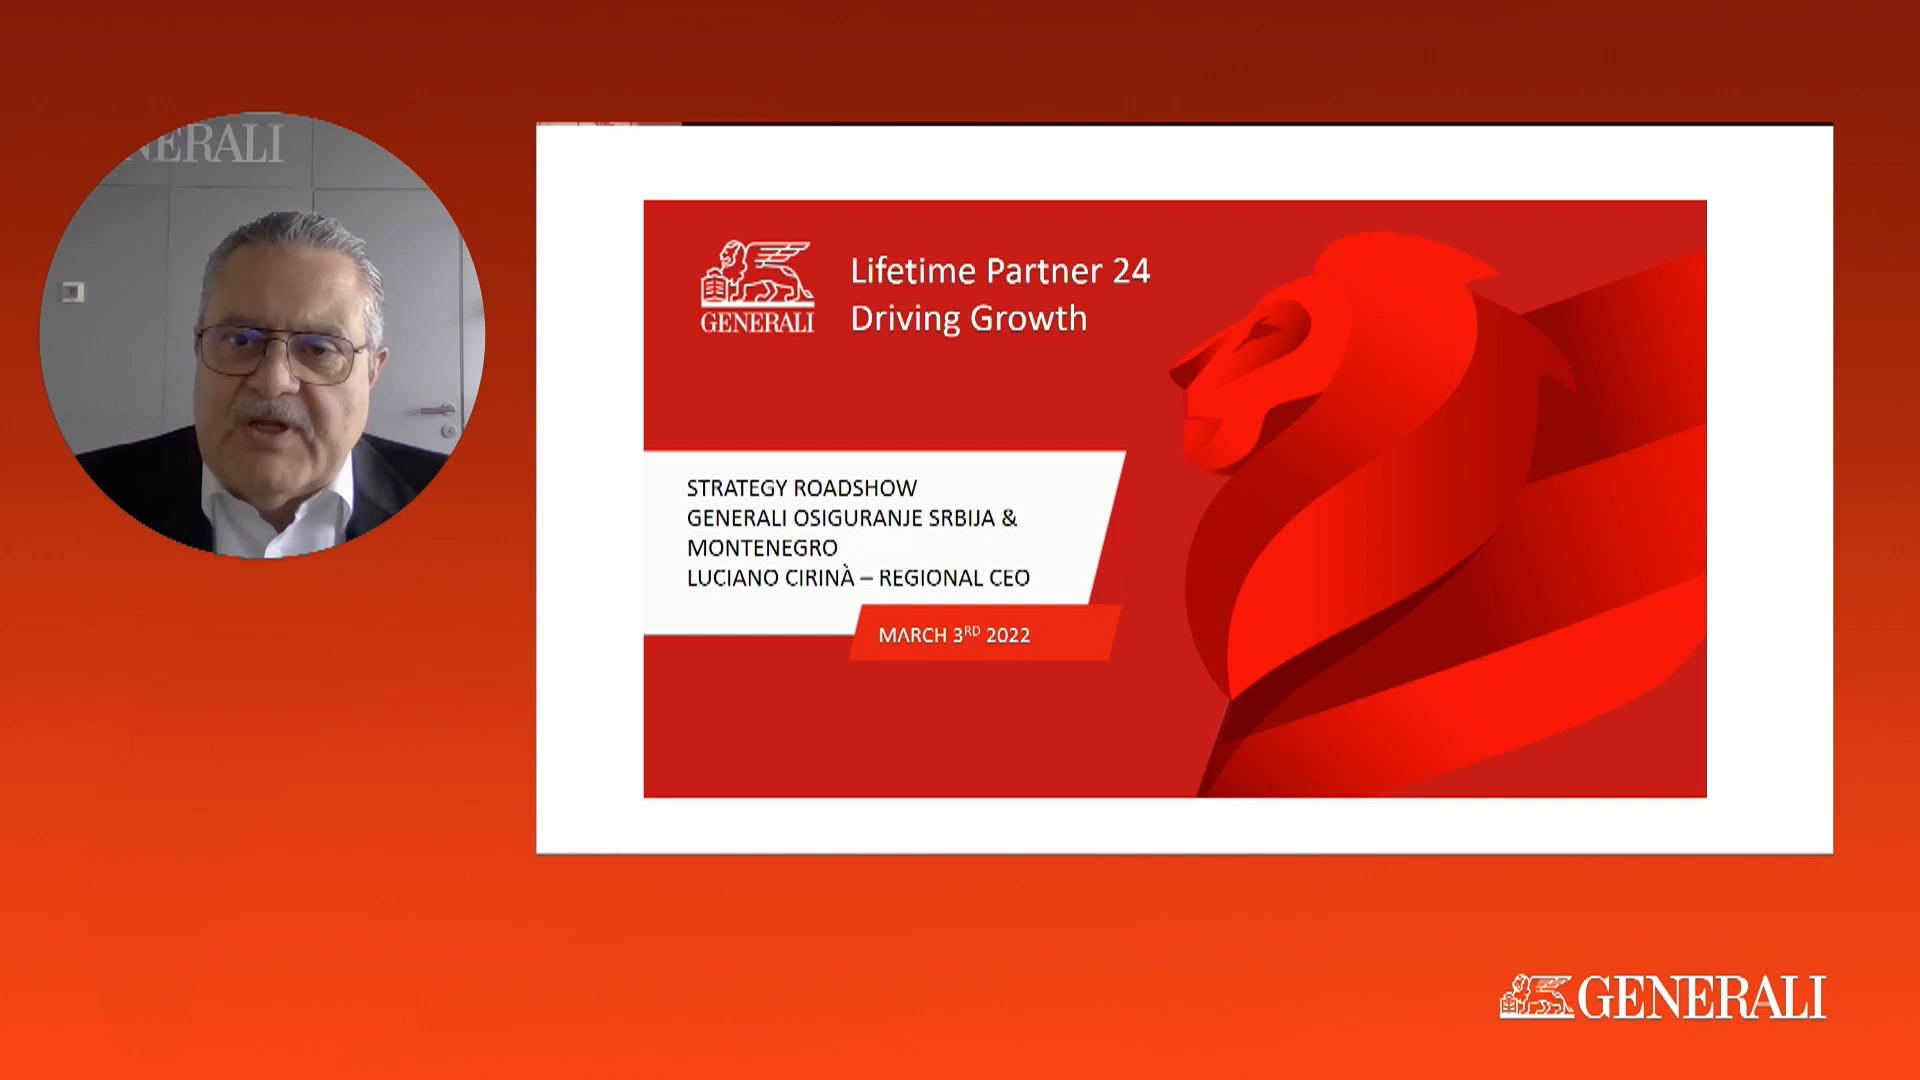 NERALI
GENERALI
Lifetime Partner 24
Driving Growth
STRATEGY ROADSHOW
GENERALI OSIGURANJE SRBIJA &
MONTENEGRO
LUCIANO CIRINÀ – REGIONAL CEO
MARCH 3RD 2022
GENERALI